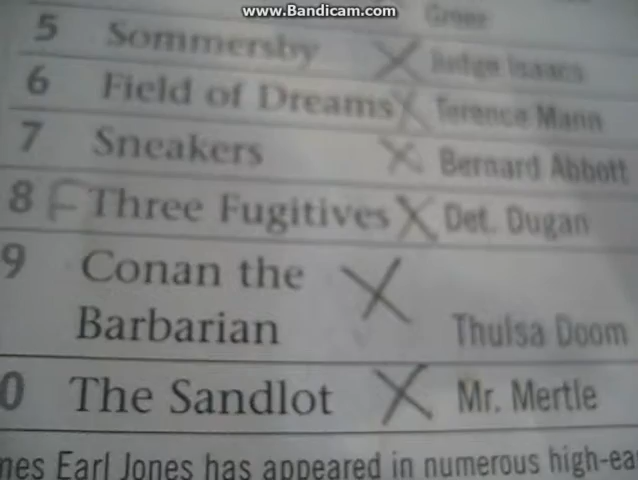 www.Bandicam.com
Greer
5 Sommersby X Judge Isaacs
6 Field of Dreams X Terence Mann
7 Sneakers X Bernard Abbott
8 F Three Fugitives X Det. Dugan
9 Conan the
Barbarian X Thulsa Doom
0 The Sandlot X Mr. Mertle
mes Earl Jones has appeared in numerous high-ea